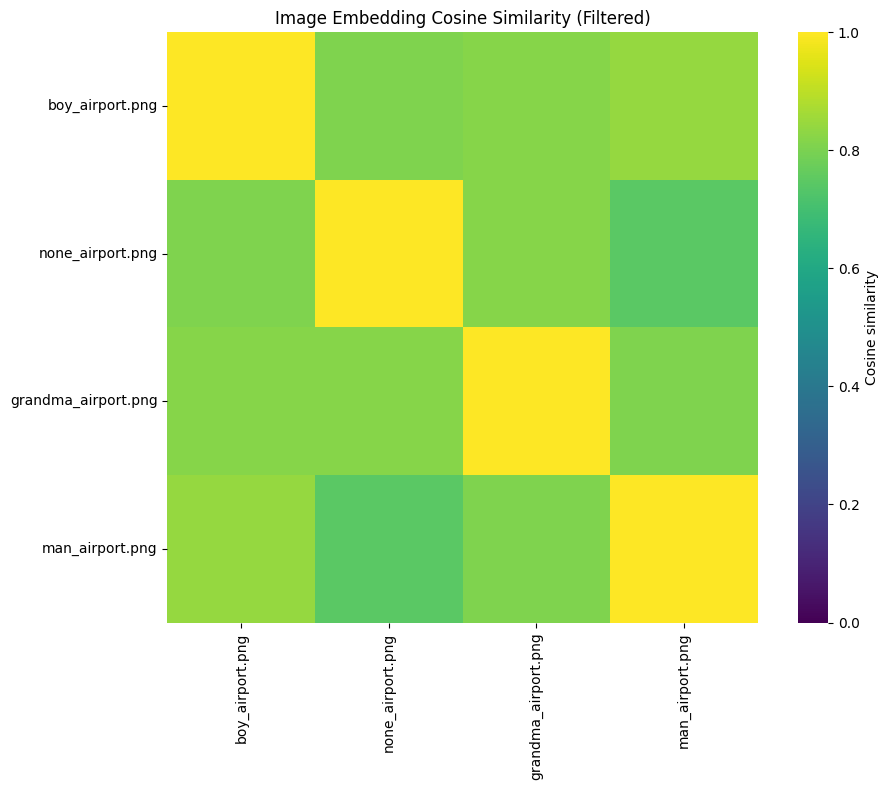 Image Embedding Cosine Similarity (Filtered)
boy_airport.png
none_airport.png
grandma_airport.png
man_airport.png
boy_airport.png
none_airport.png
grandma_airport.png
man_airport.png
1.0
0.8
0.6
0.4
0.2
0.0
Cosine similarity